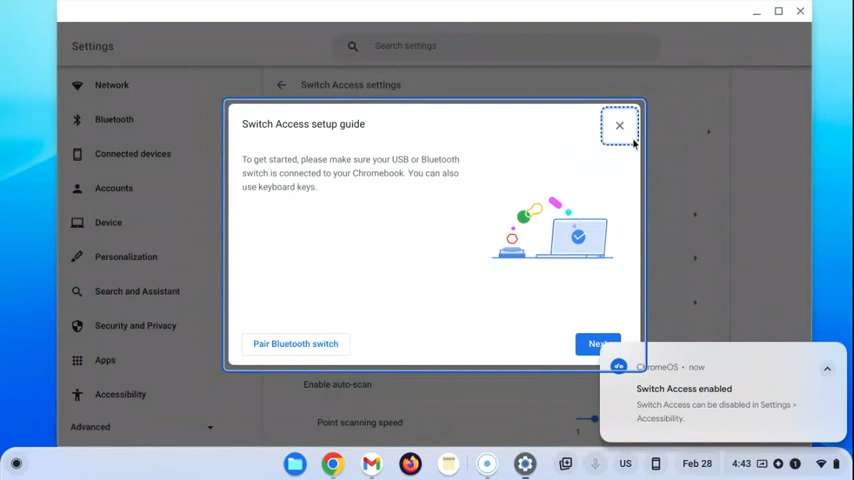 Settings
Search settings
Network
Bluetooth
Connected devices
Accounts
Device
Personalization
Search and Assistant
Security and Privacy
Apps
Accessibility
Advanced
Switch Access settings
Switch Access setup guide
To get started, please make sure your USB or Bluetooth
switch is connected to your Chromebook. You can also
use keyboard keys.
Pair Bluetooth switch
Next
Enable auto-scan
Point scanning speed
1
ChromeOS • now
Switch Access enabled
Switch Access can be disabled in Settings >
Accessibility.
US
Feb 28
4:43
1